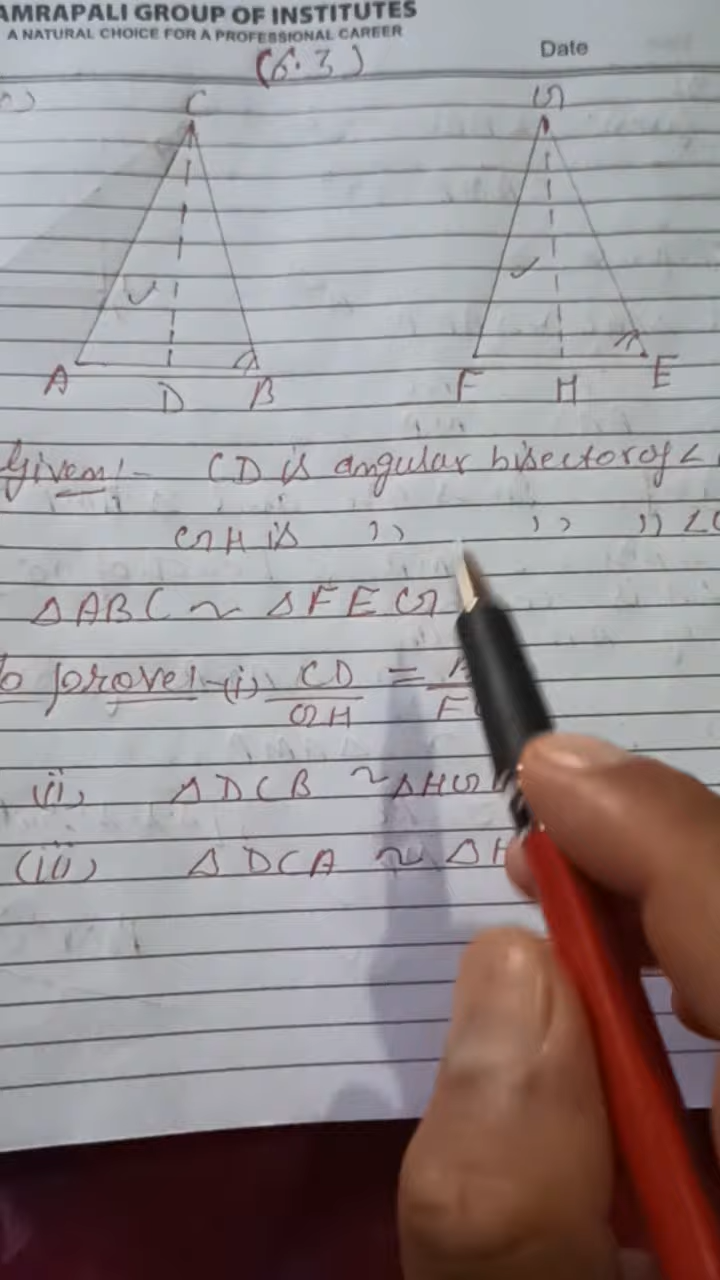 AMRAPALI GROUP OF INSTITUTES
A NATURAL CHOICE FOR A PROFESSIONAL CAREER
(6.3)
Date
C
G
A
D
B
F
H
E
Given:- CD is angular bisector of ∠
GH is ,, ,, ,, ∠
ΔABC ~ ΔFEG
prove:-(i) CD =
GH F
(ii) ΔDCB ~ ΔHG
(iii) ΔDCA ~ ΔH